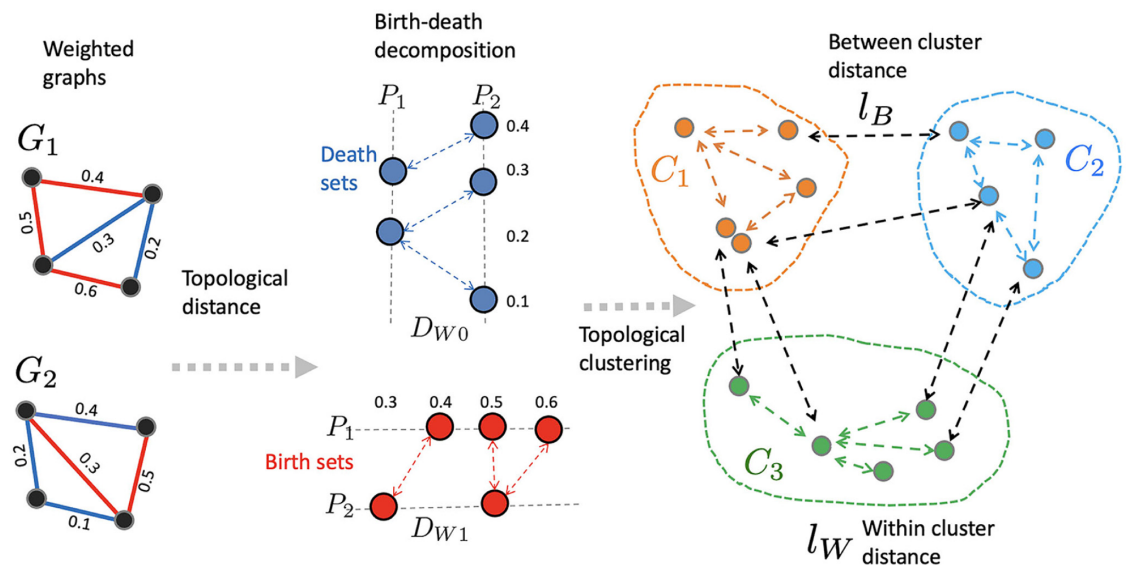 Weighted
graphs
G1
0.4
0.5
0.3
0.2
0.6
G2
0.4
0.2
0.3
0.5
0.1
Topological
distance
Birth-death
decomposition
P1 P2
Death
sets
0.4
0.3
0.2
0.1
DW0
0.3 0.4 0.5 0.6
P1
Birth sets
P2
DW1
Topological
clustering
Between cluster
distance
lB
C1
C2
C3
lW
Within cluster
distance